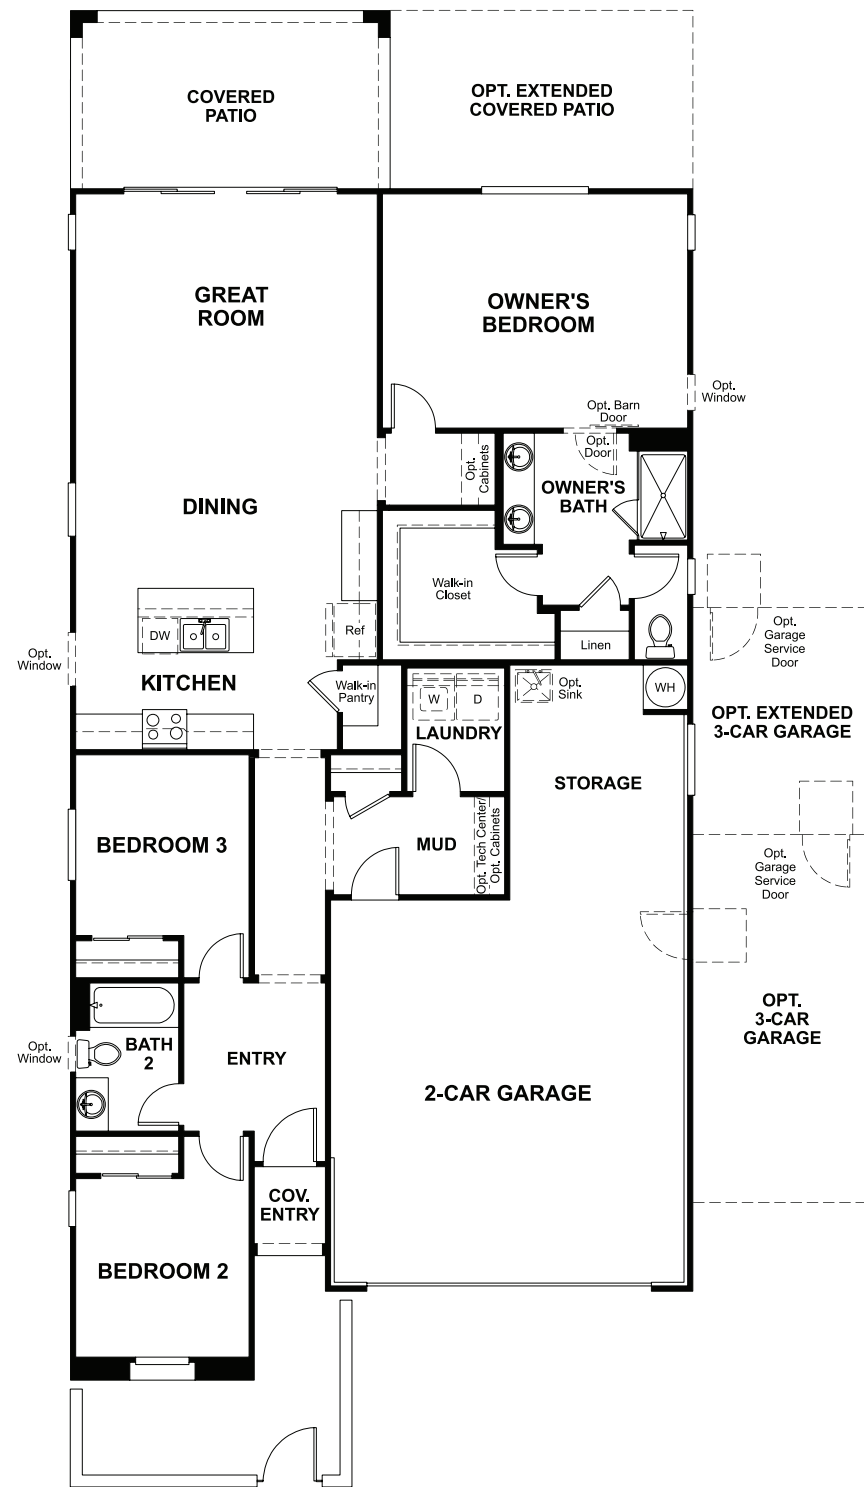 COVERED
PATIO
OPT. EXTENDED
COVERED PATIO
GREAT
ROOM
OWNER'S
BEDROOM
Opt.
Window
Opt. Barn
Door
Opt.
Door
Opt.
Cabinets
OWNER'S
BATH
DINING
Walk-in
Closet
Linen
Opt.
Garage
Service
Door
DW
Ref
Opt.
Window
KITCHEN
Walk-in
Pantry
W
D
LAUNDRY
Opt.
Sink
WH
OPT. EXTENDED
3-CAR GARAGE
STORAGE
BEDROOM 3
MUD
Opt. Tech Center/
Opt. Cabinets
Opt.
Garage
Service
Door
OPT.
3-CAR
GARAGE
Opt.
Window
BATH
2
ENTRY
2-CAR GARAGE
COV.
ENTRY
BEDROOM 2